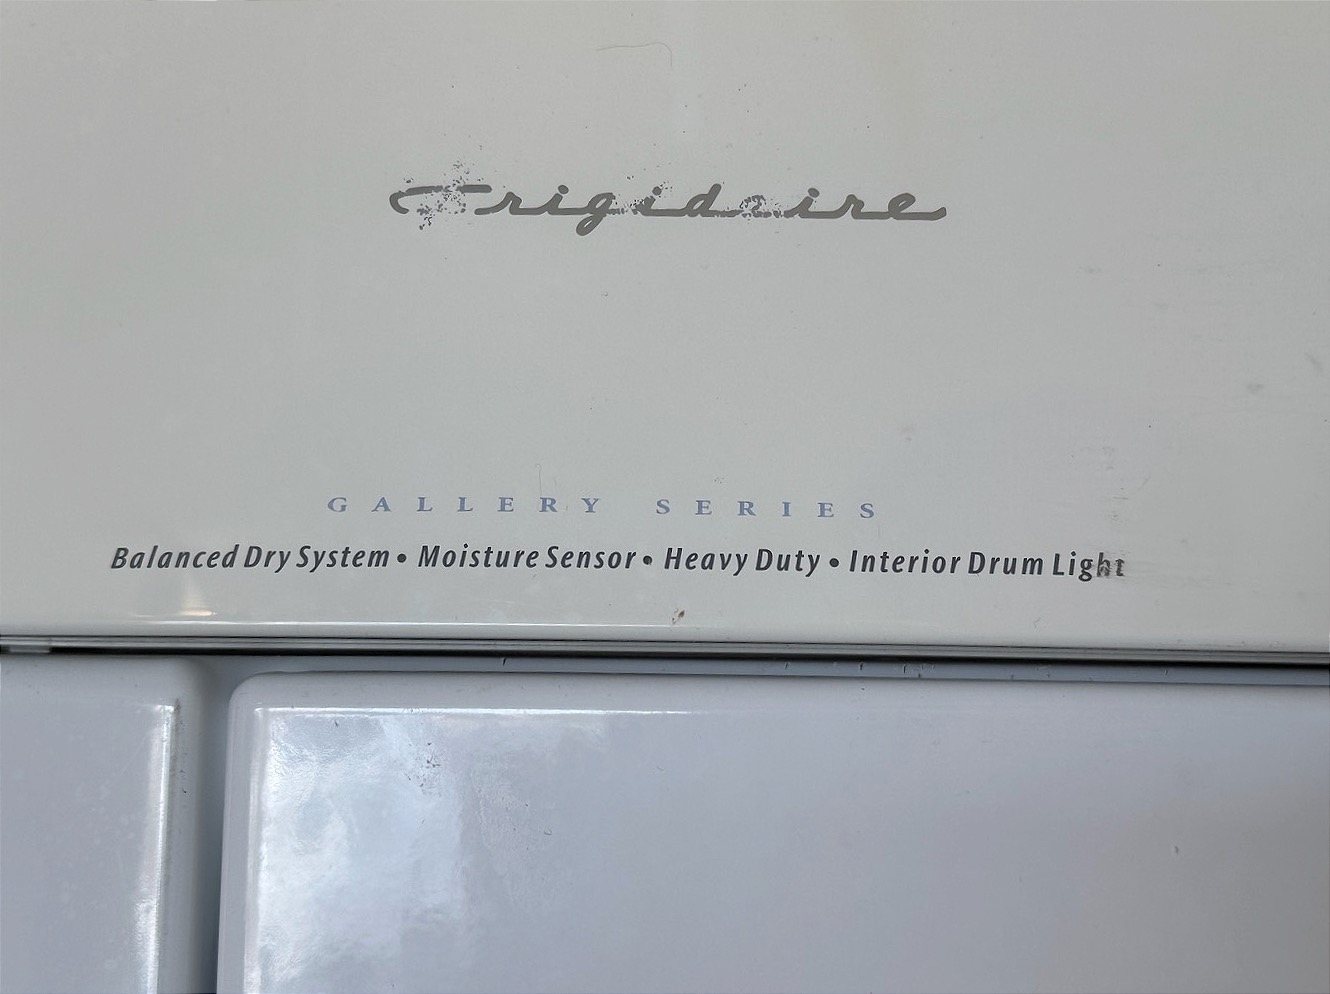 Frigidaire
GALLERY SERIES
Balanced Dry System • Moisture Sensor • Heavy Duty • Interior Drum Light